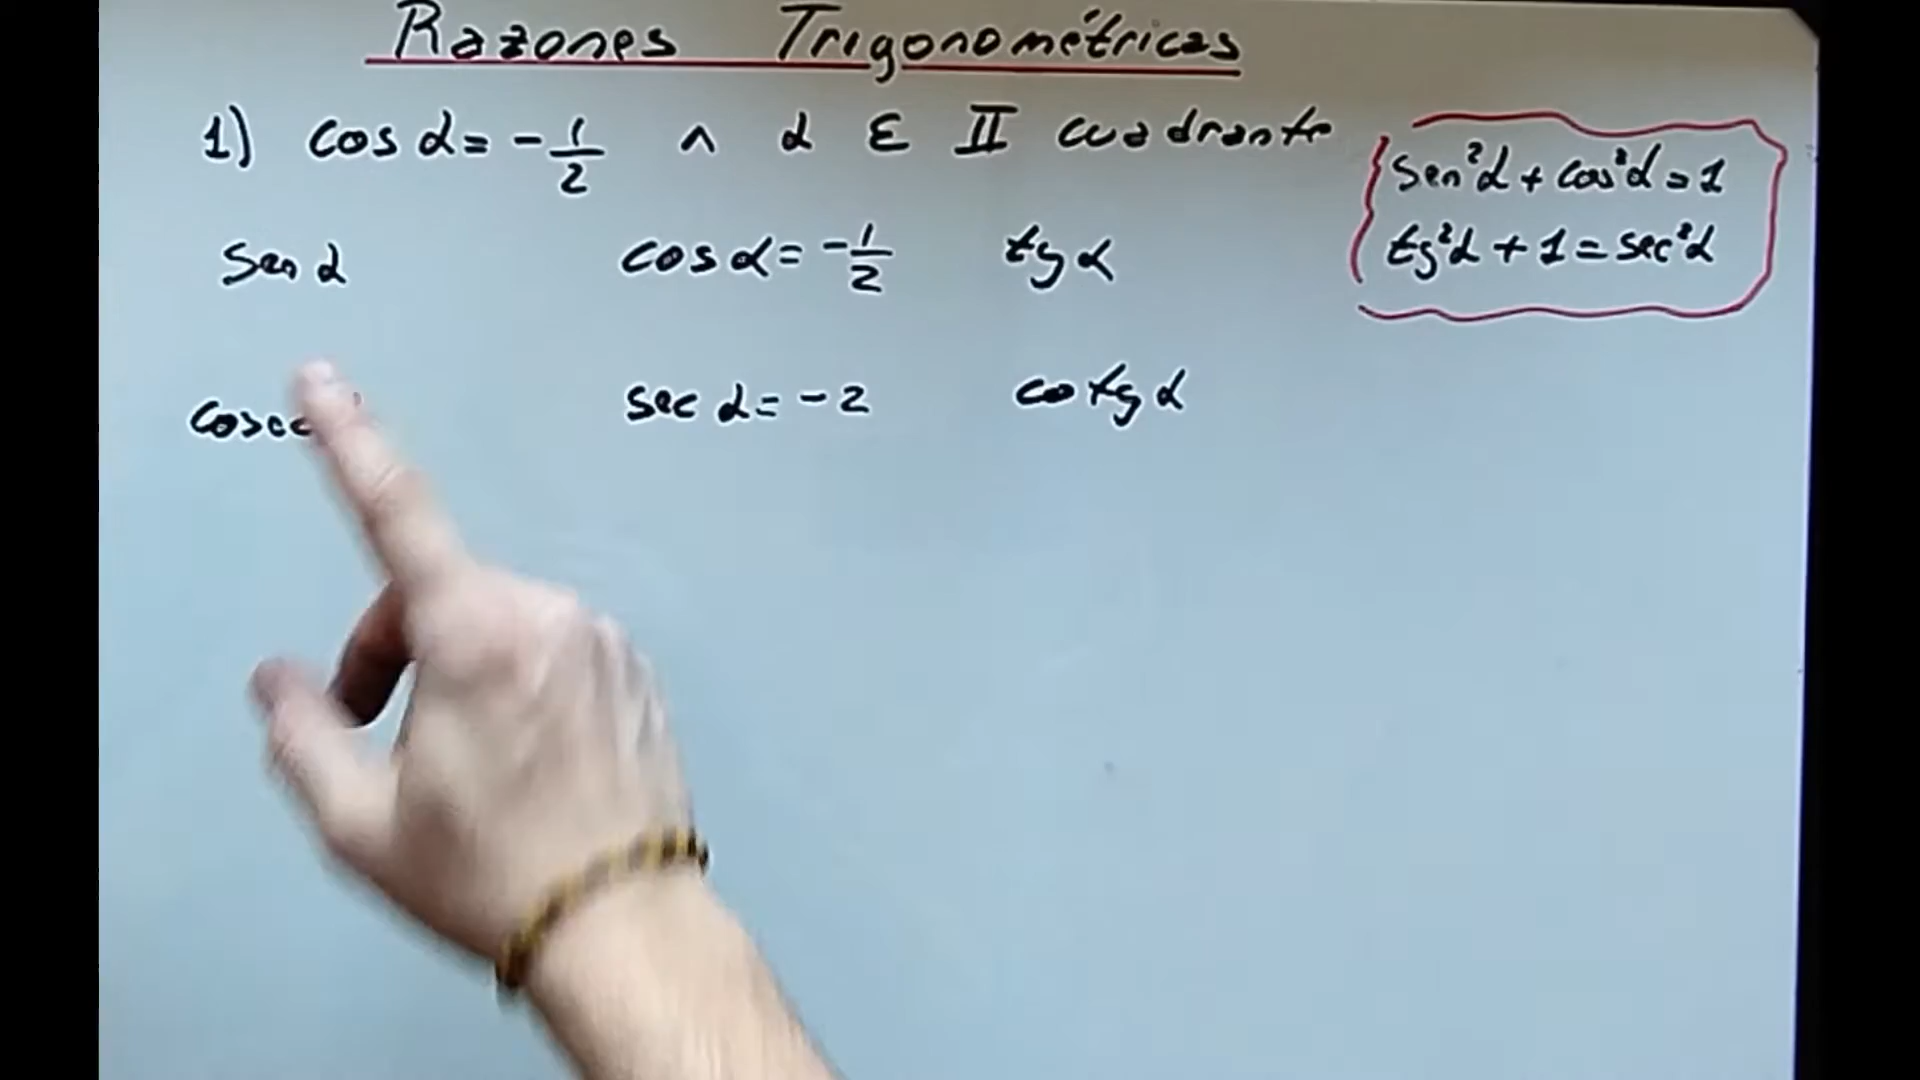 Razones Trigonométricas
1) cos α = -1/2 ∧ α ε II cuadrante
sen²α + cos²α = 1
tg²α + 1 = sec²α
sen α cos α = -1/2 tg α
sec α = -2 cotg α